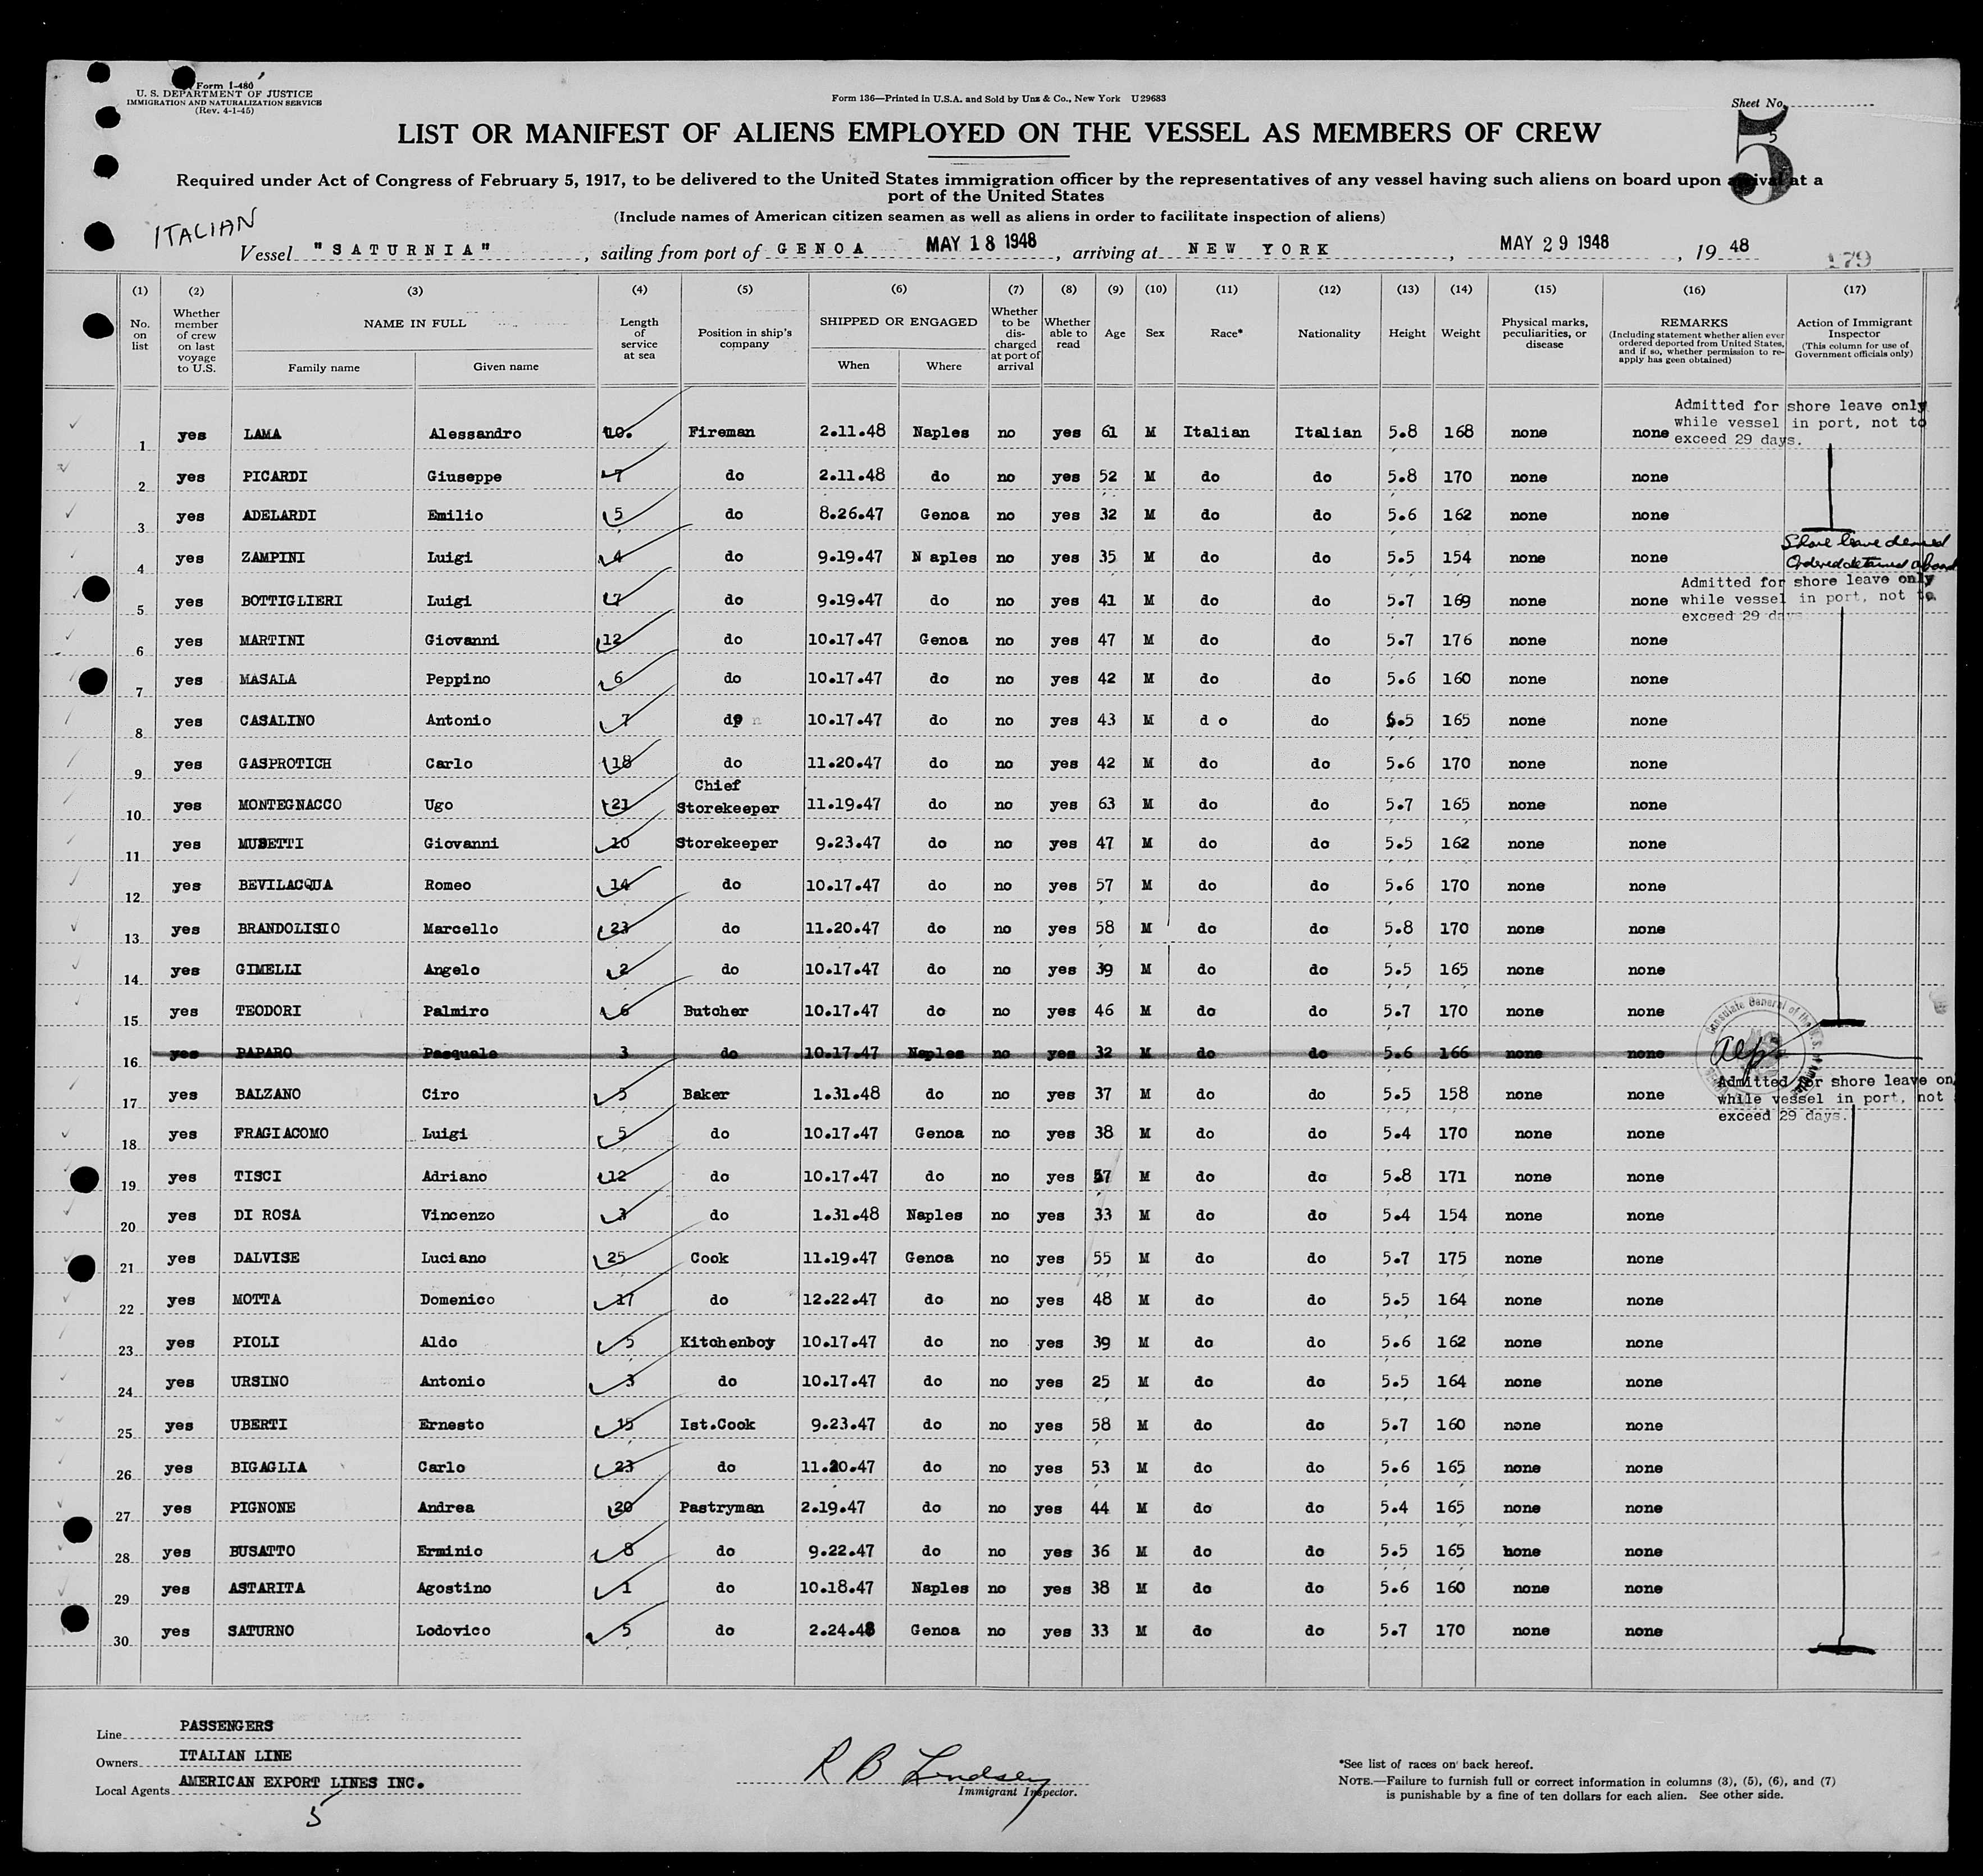 Form I-480
U. S. DEPARTMENT OF JUSTICE
IMMIGRATION AND NATURALIZATION SERVICE
(Rev. 4-1-45)
Form 136—Printed in U.S.A. and Sold by Unz & Co., New York U29683
Sheet No.
5
5
LIST OR MANIFEST OF ALIENS EMPLOYED ON THE VESSEL AS MEMBERS OF CREW
Required under Act of Congress of February 5, 1917, to be delivered to the United States immigration officer by the representatives of any vessel having such aliens on board upon arrival at a
port of the United States
(Include names of American citizen seamen as well as aliens in order to facilitate inspection of aliens)
ITALIAN
Vessel "SATURNIA", sailing from port of GENOA MAY 18 1948, arriving at NEW YORK, MAY 29 1948, 19 48
179
(1) (2) (3) (4) (5) (6) (7) (8) (9) (10) (11) (12) (13) (14) (15) (16) (17)
No. on list
Whether member of crew on last voyage to U.S.
NAME IN FULL
Family name Given name
Length of service at sea
Position in ship's company
SHIPPED OR ENGAGED
When Where
Whether to be discharged at port of arrival
Whether able to read
Age Sex Race* Nationality Height Weight
Physical marks, peculiarities, or disease
REMARKS
(Including statement whether alien ever ordered deported from United States, and if so, whether permission to re-apply has geen obtained)
Action of Immigrant Inspector
(This column for use of Government officials only)
Admitted for shore leave only
while vessel in port, not to
exceed 29 days.
1 yes LAMA Alessandro 10. Fireman 2.11.48 Naples no yes 61 M Italian Italian 5.8 168 none none
2 yes PICARDI Giuseppe 7 do 2.11.48 do no yes 52 M do do 5.8 170 none none
3 yes ADELARDI Emilio 5 do 8.26.47 Genoa no yes 32 M do do 5.6 162 none none
4 yes ZAMPINI Luigi 4 do 9.19.47 N aples no yes 35 M do do 5.5 154 none none
Shore leave denied
Ordered detained aboard
Admitted for shore leave only
while vessel in port, not to
exceed 29 days
5 yes BOTTIGLIERI Luigi 7 do 9.19.47 do no yes 41 M do do 5.7 169 none none
6 yes MARTINI Giovanni 12 do 10.17.47 Genoa no yes 47 M do do 5.7 176 none none
7 yes MASALA Peppino 6 do 10.17.47 do no yes 42 M do do 5.6 160 none none
8 yes CASALINO Antonio 7 do 10.17.47 do no yes 43 M d o do 5.5 165 none none
9 yes GASPROTICH Carlo 18 do 11.20.47 do no yes 42 M do do 5.6 170 none none
10 yes MONTEGNACCO Ugo 21 Chief Storekeeper 11.19.47 do no yes 63 M do do 5.7 165 none none
11 yes MUSETTI Giovanni 10 Storekeeper 9.23.47 do no yes 47 M do do 5.5 162 none none
12 yes BEVILACQUA Romeo 14 do 10.17.47 do no yes 57 M do do 5.6 170 none none
13 yes BRANDOLISIO Marcello 23 do 11.20.47 do no yes 58 M do do 5.8 170 none none
14 yes GIMELLI Angelo 2 do 10.17.47 do no yes 39 M do do 5.5 165 none none
15 yes TEODORI Palmiro 6 Butcher 10.17.47 do no yes 46 M do do 5.7 170 none none
16 yes PAPARO Pasquale 3 do 10.17.47 Naples no yes 32 M do do 5.6 166 none none
Consulate General of the U.S. of America
Admitted for shore leave on
while vessel in port, not
exceed 29 days.
17 yes BALZANO Ciro 5 Baker 1.31.48 do no yes 37 M do do 5.5 158 none none
18 yes FRAGIACOMO Luigi 5 do 10.17.47 Genoa no yes 38 M do do 5.4 170 none none
19 yes TISCI Adriano 12 do 10.17.47 do no yes 57 M do do 5.8 171 none none
20 yes DI ROSA Vincenzo 3 do 1.31.48 Naples no yes 33 M do do 5.4 154 none none
21 yes DALVISE Luciano 25 Cook 11.19.47 Genoa no yes 55 M do do 5.7 175 none none
22 yes MOTTA Domenico 17 do 12.22.47 do no yes 48 M do do 5.5 164 none none
23 yes PIOLI Aldo 5 Kitchenboy 10.17.47 do no yes 39 M do do 5.6 162 none none
24 yes URSINO Antonio 3 do 10.17.47 do no yes 25 M do do 5.5 164 none none
25 yes UBERTI Ernesto 15 Ist.Cook 9.23.47 do no yes 58 M do do 5.7 160 none none
26 yes BIGAGLIA Carlo 23 do 11.20.47 do no yes 53 M do do 5.6 165 none none
27 yes PIGNONE Andrea 20 Pastryman 2.19.47 do no yes 44 M do do 5.4 165 none none
28 yes BUSATTO Erminio 8 do 9.22.47 do no yes 36 M do do 5.5 165 none none
29 yes ASTARITA Agostino 1 do 10.18.47 Naples no yes 38 M do do 5.6 160 none none
30 yes SATURNO Lodovico 5 do 2.24.48 Genoa no yes 33 M do do 5.7 170 none none
Line PASSENGERS
Owners ITALIAN LINE
Local Agents AMERICAN EXPORT LINES INC.
5
R B Lindsey
Immigrant Inspector.
*See list of races on back hereof.
NOTE.—Failure to furnish full or correct information in columns (3), (5), (6), and (7)
is punishable by a fine of ten dollars for each alien. See other side.